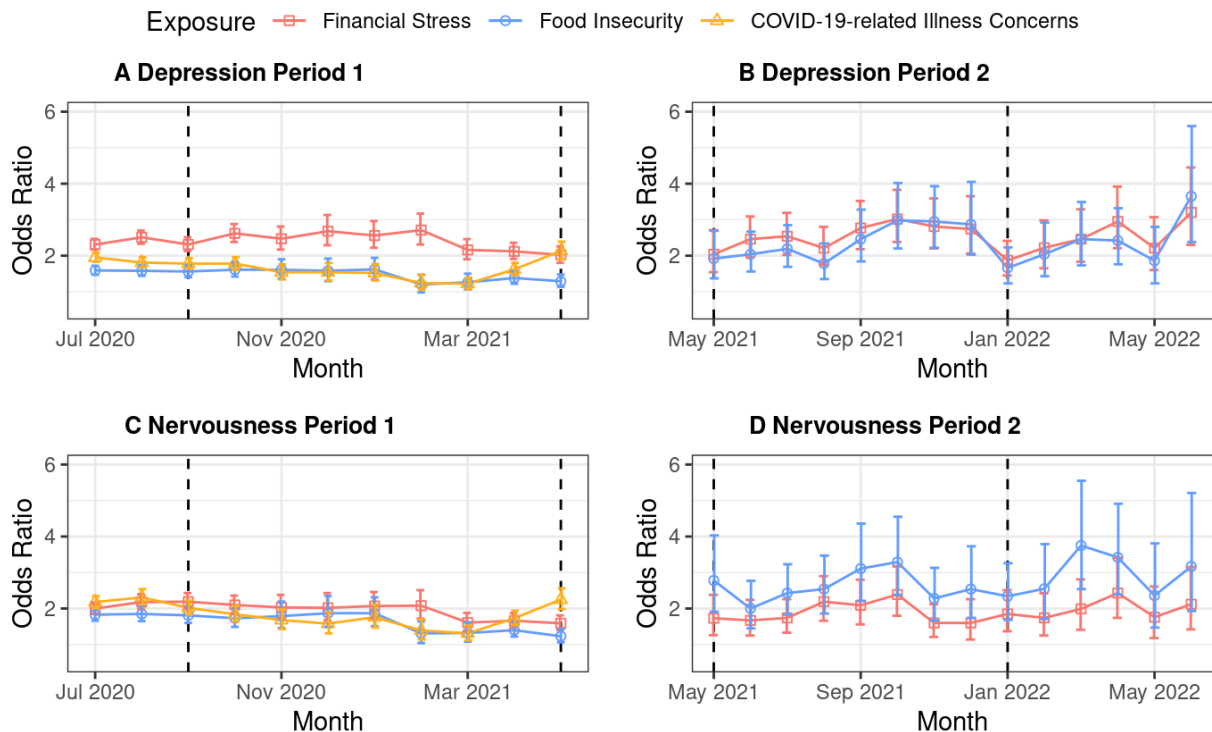 Exposure Financial Stress Food Insecurity COVID-19-related Illness Concerns
A Depression Period 1
6
4
2
Odds Ratio
Jul 2020 Nov 2020 Mar 2021
Month
B Depression Period 2
6
4
2
Odds Ratio
May 2021 Sep 2021 Jan 2022 May 2022
Month
C Nervousness Period 1
6
4
2
Odds Ratio
Jul 2020 Nov 2020 Mar 2021
Month
D Nervousness Period 2
6
4
2
Odds Ratio
May 2021 Sep 2021 Jan 2022 May 2022
Month